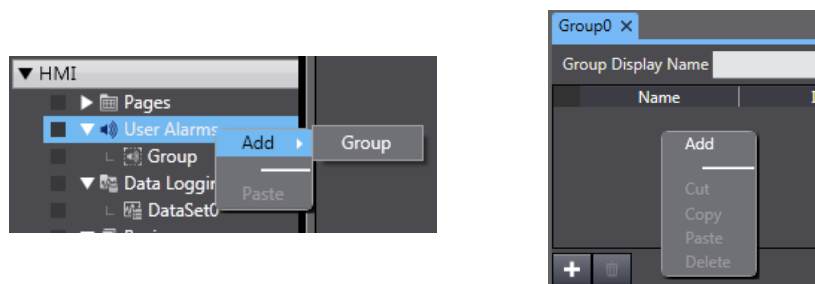 HMI
Pages
User Alarms
Add
Group
Group
Data Loggin
Paste
DataSet0
Group0
Group Display Name
Name
Add
Cut
Copy
Paste
Delete